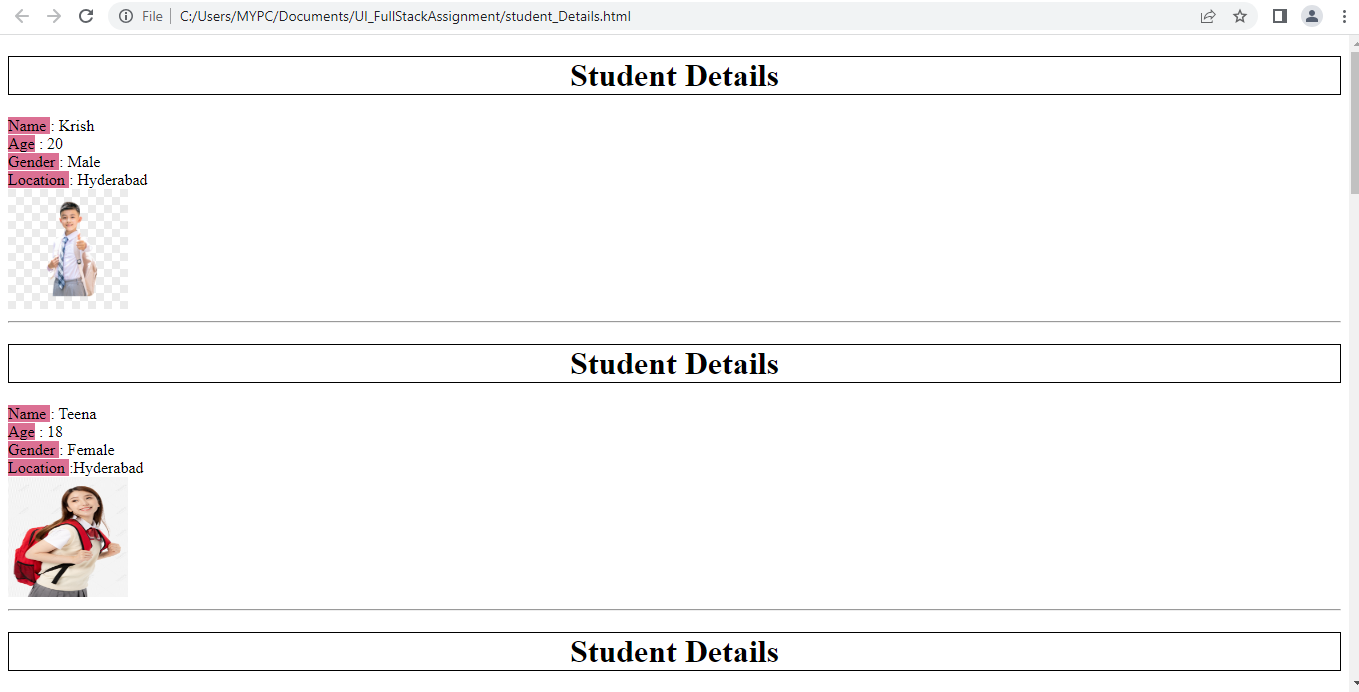 File C:/Users/MYPC/Documents/UI_FullStackAssignment/student_Details.html
Student Details
Name : Krish
Age : 20
Gender : Male
Location : Hyderabad
Student Details
Name : Teena
Age : 18
Gender : Female
Location :Hyderabad
Student Details